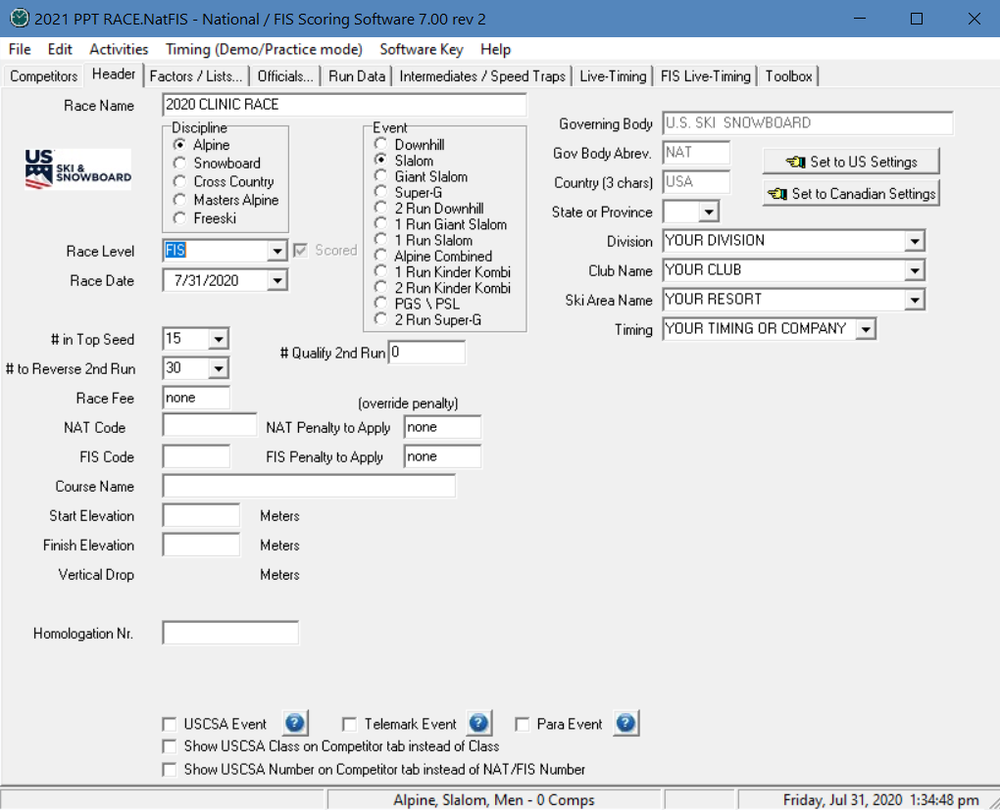 2021 PPT RACE.NatFIS - National / FIS Scoring Software 7.00 rev 2
File Edit Activities Timing (Demo/Practice mode) Software Key Help
Competitors Header Factors / Lists... Officials... Run Data Intermediates / Speed Traps Live-Timing FIS Live-Timing Toolbox
Race Name 2020 CLINIC RACE
US SKI & SNOWBOARD
Discipline
Alpine
Snowboard
Cross Country
Masters Alpine
Freeski
Event
Downhill
Slalom
Giant Slalom
Super-G
2 Run Downhill
1 Run Giant Slalom
1 Run Slalom
Alpine Combined
1 Run Kinder Kombi
2 Run Kinder Kombi
PGS \ PSL
2 Run Super-G
Race Level FIS Scored
Race Date 7/31/2020
# in Top Seed 15
# to Reverse 2nd Run 30
# Qualify 2nd Run 0
Race Fee none
(override penalty)
NAT Code NAT Penalty to Apply none
FIS Code FIS Penalty to Apply none
Course Name
Start Elevation Meters
Finish Elevation Meters
Vertical Drop Meters
Homologation Nr.
Governing Body U.S. SKI  SNOWBOARD
Gov Body Abrev. NAT
Set to US Settings
Country (3 chars) USA
Set to Canadian Settings
State or Province
Division YOUR DIVISION
Club Name YOUR CLUB
Ski Area Name YOUR RESORT
Timing YOUR TIMING OR COMPANY
USCSA Event ? Telemark Event ? Para Event ?
Show USCSA Class on Competitor tab instead of Class
Show USCSA Number on Competitor tab instead of NAT/FIS Number
Alpine, Slalom, Men - 0 Comps Friday, Jul 31, 2020 1:34:48 pm